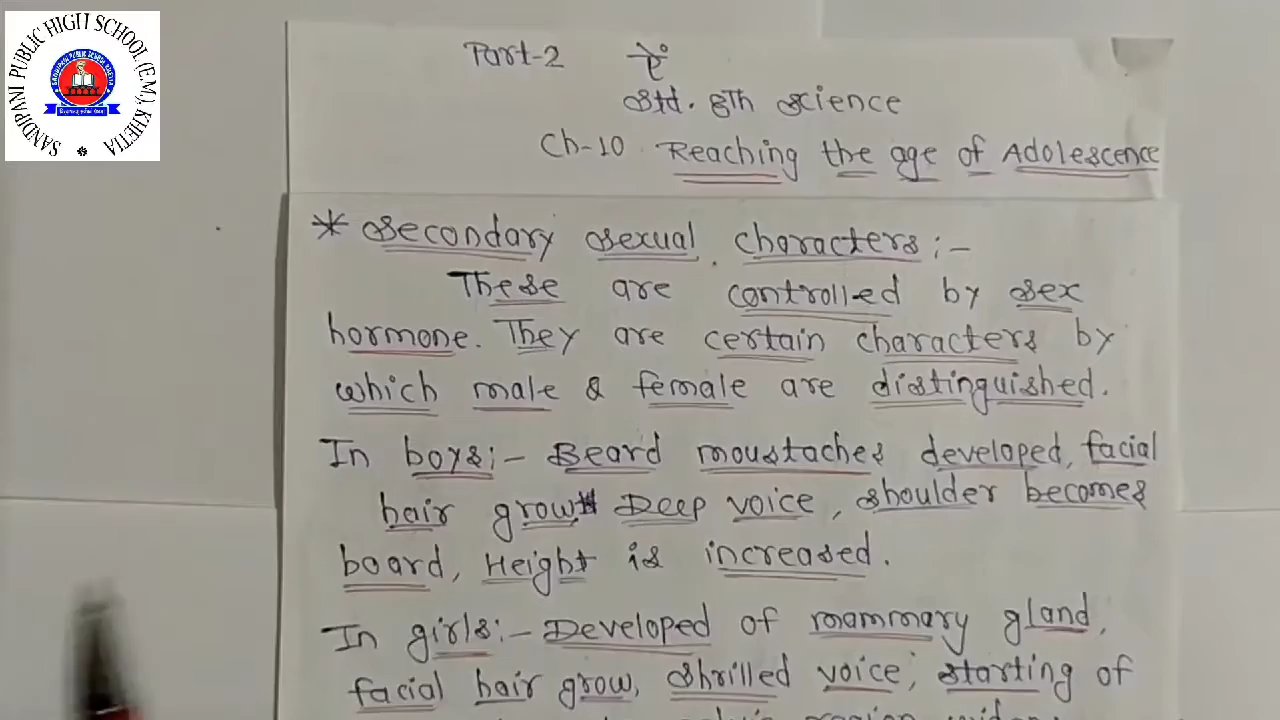 SANDIPANI PUBLIC HIGH SCHOOL (E.M.), KHETIA
Part-2 ऐं
Std. 8th Science
Ch-10 Reaching the age of Adolescence
* Secondary sexual characters:-
These are controlled by sex
hormone. They are certain characters by
which male & female are distinguished.
In boys:- Beard moustaches developed, facial
hair grow Deep voice, shoulder becomes
board, Height is increased.
In girls:- Developed of mammary gland,
facial hair grow, shrilled voice, starting of